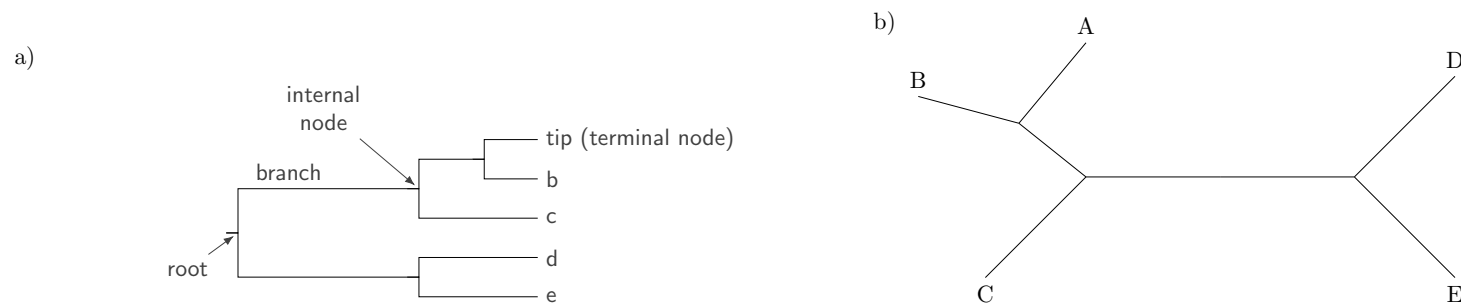 a)
internal
node
branch
root
tip (terminal node)
b
c
d
e
b)
A
B
C
D
E